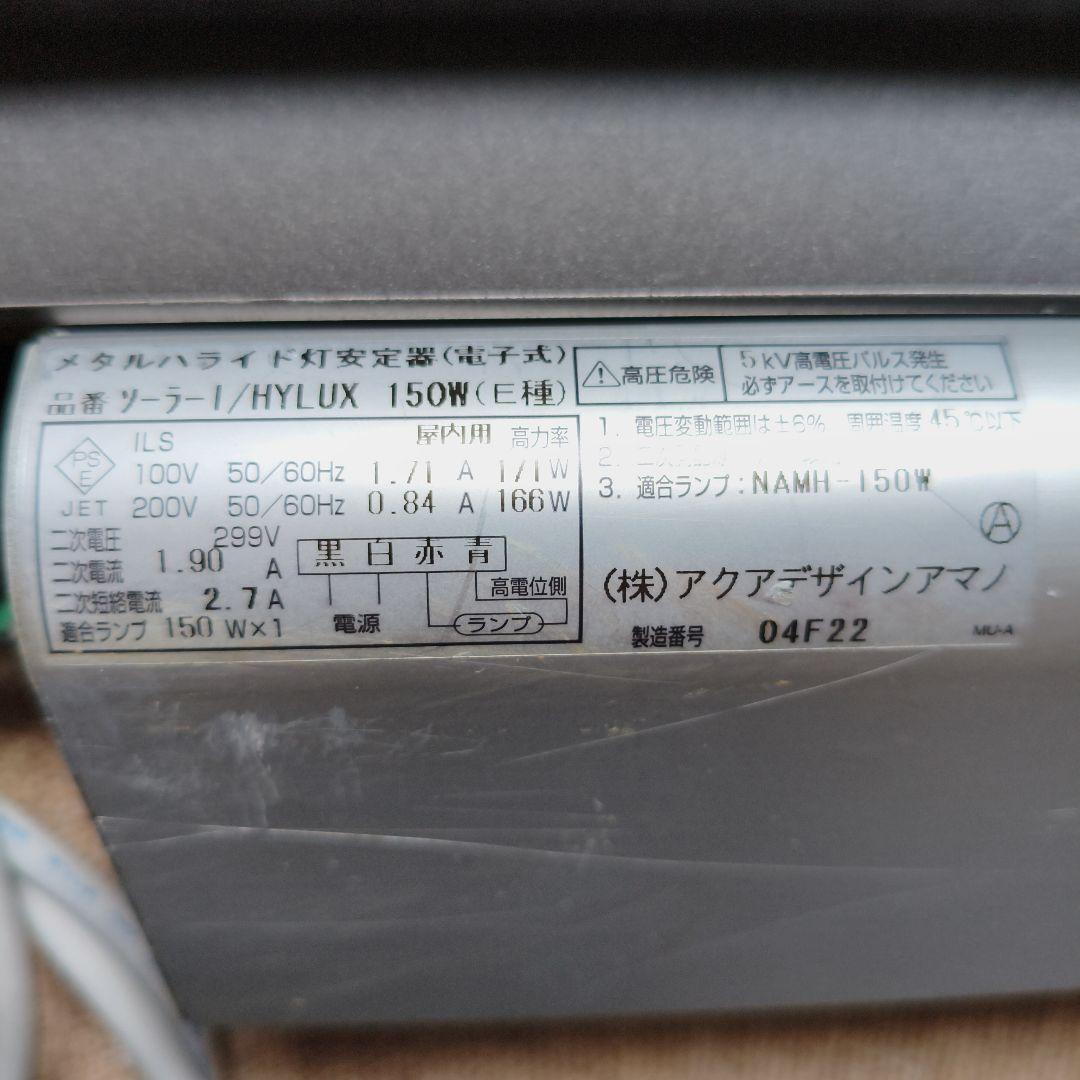 メタルハライド灯安定器(電子式)
品番 ソーラーI/HYLUX 150W(E種)
⚠高圧危険
5kV高電圧パルス発生
必ずアースを取付けてください
PSE
JET
ILS 屋内用 高力率
100V 50/60Hz 1.71 A 171W
200V 50/60Hz 0.84 A 166W
二次電圧 299V
二次電流 1.90 A
二次短絡電流 2.7A
適合ランプ 150 W×1
黒 白 赤 青
電源
高電位側
ランプ
1. 電圧変動範囲は±6% 周囲温度45℃以下
2.
3. 適合ランプ:NAMH-150W
A
(株)アクアデザインアマノ
製造番号 04F22
MU-A